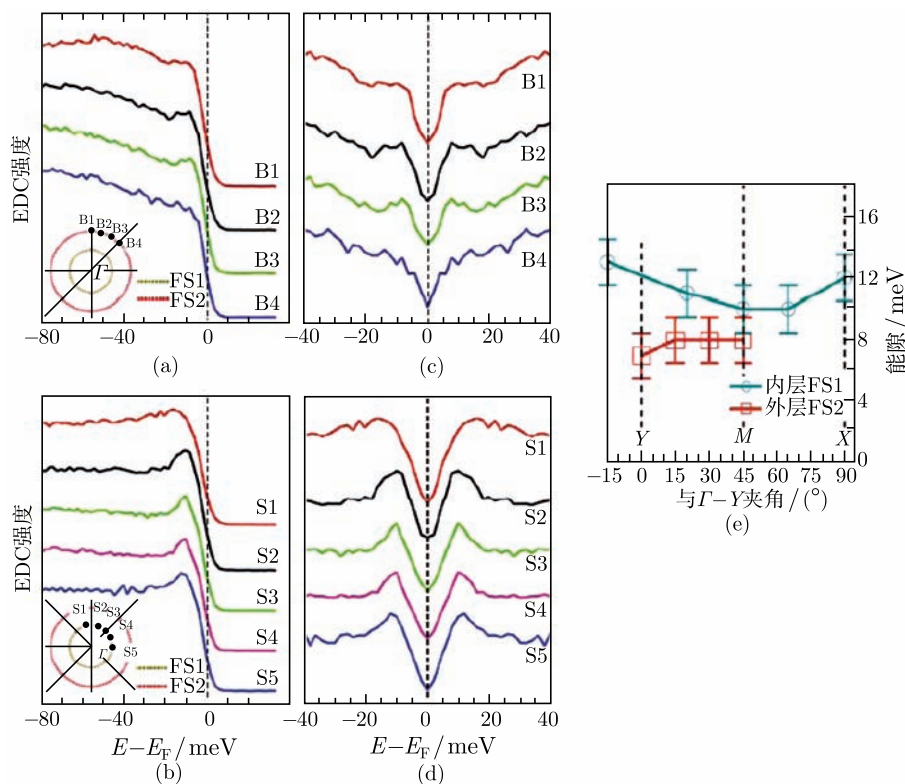 EDC强度
B1
B2
B3
B4
B1
B2
B3
B4
Γ
FS1
FS2
−80
−40
0
(a)
B1
B2
B3
B4
−40
−20
0
20
40
(c)
EDC强度
S1
S2
S3
S4
S5
S1
S2
S3
S4
S5
Γ
FS1
FS2
−80
−40
0
E−E_F/meV
(b)
S1
S2
S3
S4
S5
−40
−20
0
20
40
E−E_F/meV
(d)
16
12
8
4
0
能隙/meV
内层FS1
外层FS2
Y
M
X
−15 0 15 30 45 60 75 90
与Γ−Y夹角/(°)
(e)